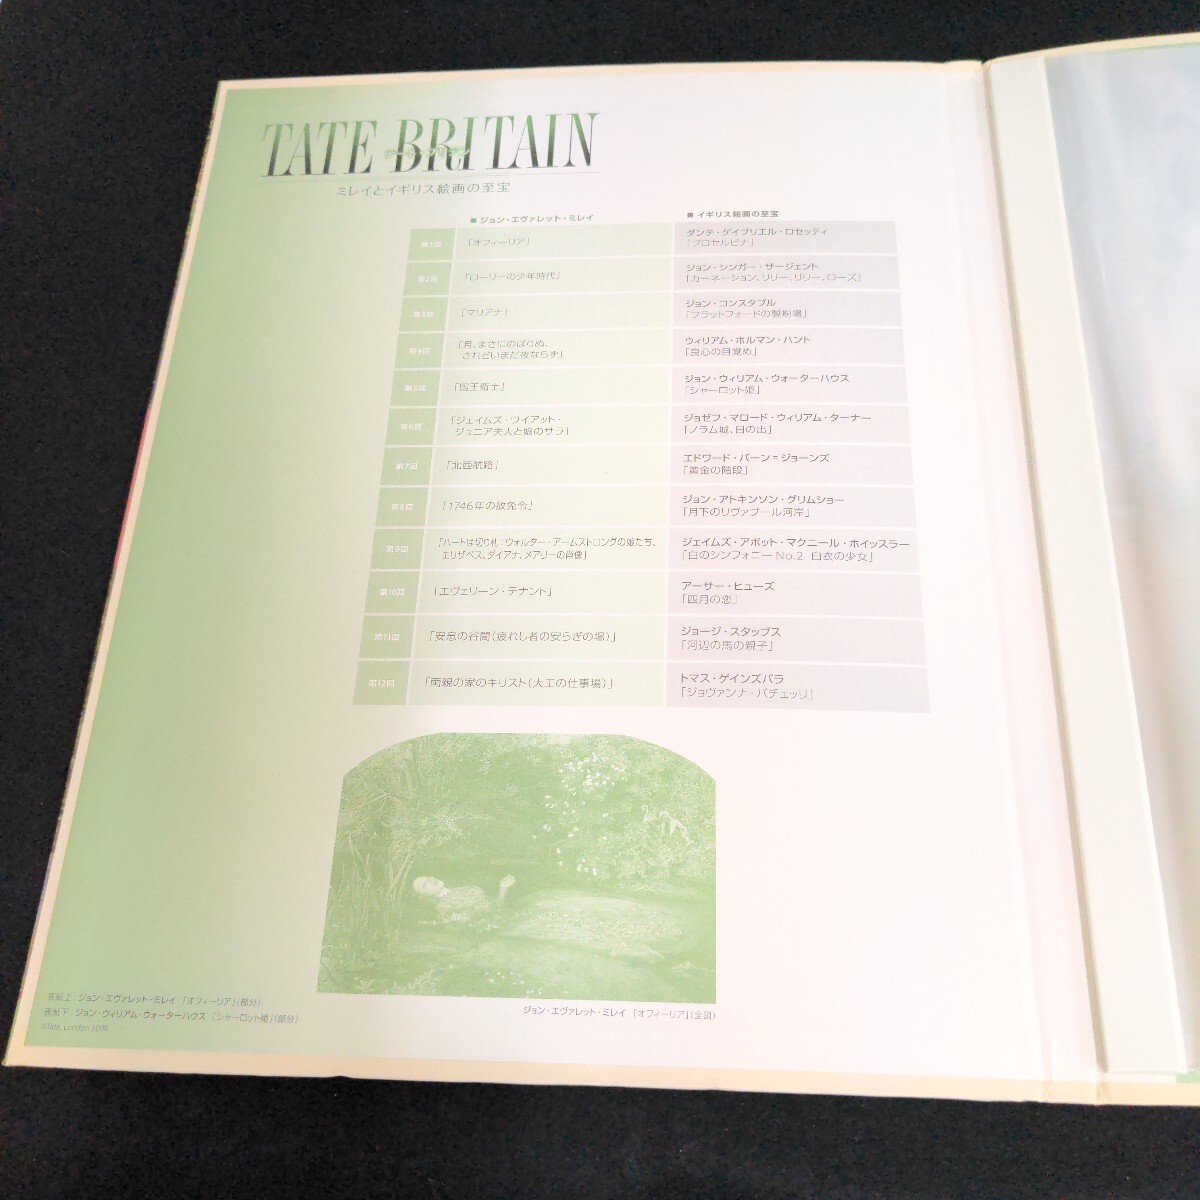 TATE BRITAIN
テート・ブリテン
ミレイとイギリス絵画の至宝
■ ジョン・エヴァレット・ミレイ
■ イギリス絵画の至宝
第1回
「オフィーリア」
ダンテ・ゲイブリエル・ロセッティ
「プロセルピナ」
第2回
「ローリーの少年時代」
ジョン・シンガー・サージェント
「カーネーション、リリー、リリー、ローズ」
第3回
「マリアナ」
ジョン・コンスタブル
「フラットフォードの製粉場」
第4回
「月、まさにのぼりぬ、
されどいまだ夜ならず」
ウィリアム・ホルマン・ハント
「良心の目覚め」
第5回
「国王衛士」
ジョン・ウィリアム・ウォーターハウス
「シャーロット姫」
第6回
「ジェイムズ・ワイアット・
ジュニア夫人と娘のサラ」
ジョゼフ・マロード・ウィリアム・ターナー
「ノラム城、日の出」
第7回
「北西航路」
エドワード・バーン=ジョーンズ
「黄金の階段」
第8回
「1746年の放免令」
ジョン・アトキンソン・グリムショー
「月下のリヴァプール河岸」
第9回
「ハートは切り札：ウォルター・アームストロングの娘たち、
エリザベス、ダイアナ、メアリーの肖像」
ジェイムズ・アボット・マクニール・ホイッスラー
「白のシンフォニーNo.2 白衣の少女」
第10回
「エヴェリーン・テナント」
アーサー・ヒューズ
「四月の恋」
第11回
「安息の谷間(疲れし者の安らぎの場)」
ジョージ・スタッブス
「河辺の馬の親子」
第12回
「両親の家のキリスト(大工の仕事場)」
トマス・ゲインズバラ
「ジョヴァンナ・バチェッリ」
ジョン・エヴァレット・ミレイ 「オフィーリア」(全図)
表紙上：ジョン・エヴァレット・ミレイ 「オフィーリア」(部分)
表紙下：ジョン・ウィリアム・ウォーターハウス 「シャーロット姫」(部分)
©Tate, London 2008